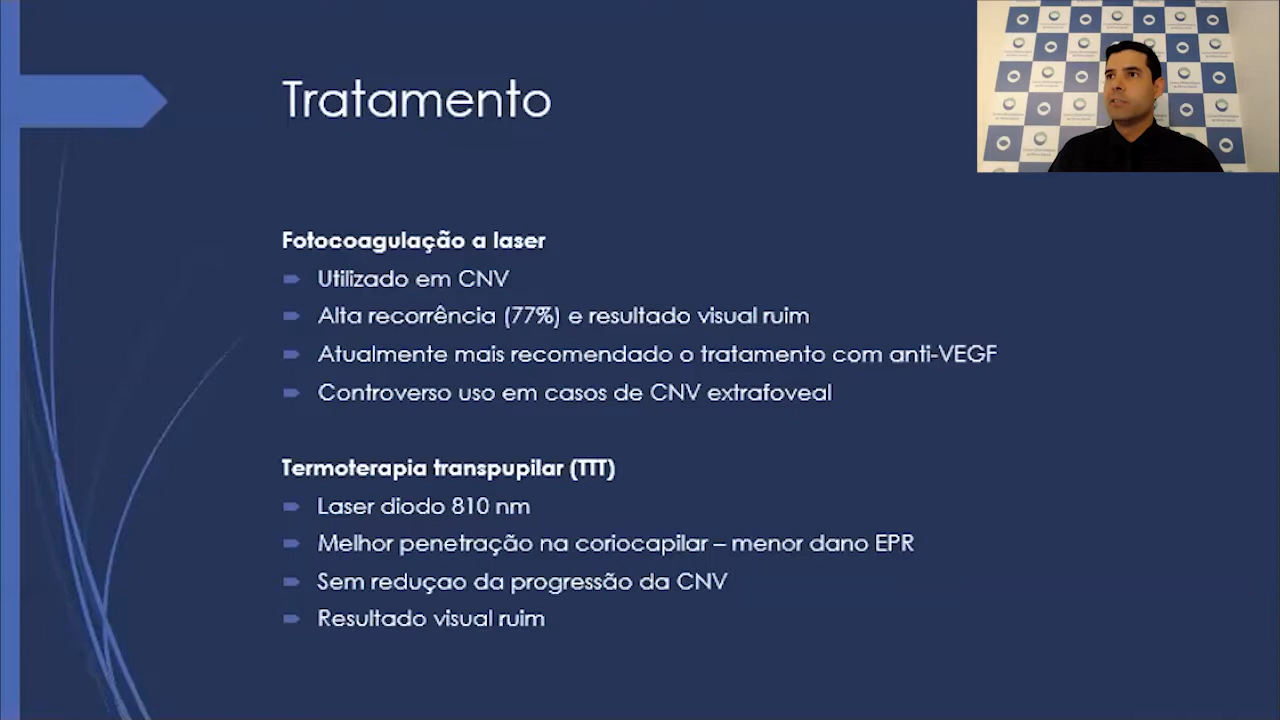 Tratamento
Fotocoagulação a laser
Utilizado em CNV
Alta recorrência (77%) e resultado visual ruim
Atualmente mais recomendado o tratamento com anti-VEGF
Controverso uso em casos de CNV extrafoveal
Termoterapia transpupilar (TTT)
Laser diodo 810 nm
Melhor penetração na coriocapilar – menor dano EPR
Sem reduçao da progressão da CNV
Resultado visual ruim